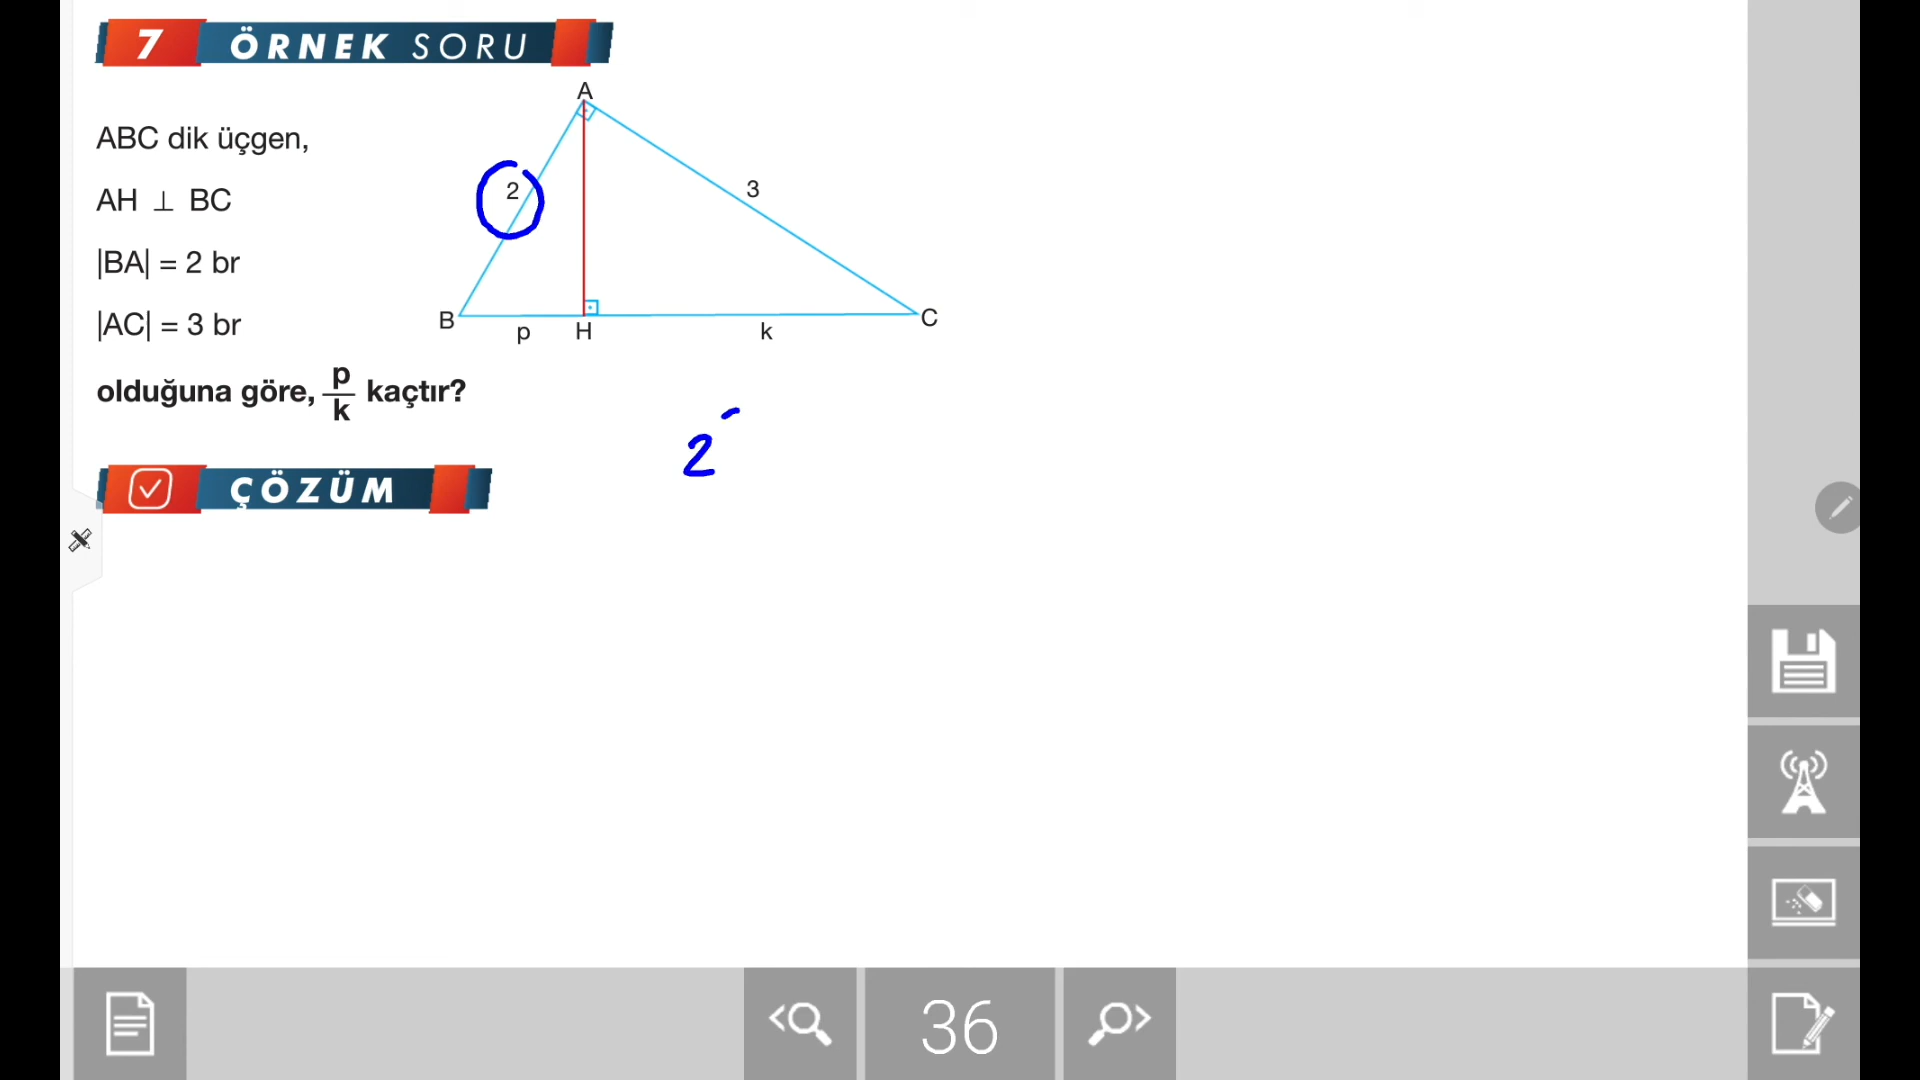 7 ÖRNEK SORU
ABC dik üçgen,
AH ⊥ BC
|BA| = 2 br
|AC| = 3 br
olduğuna göre, p/k kaçtır?
A
2
3
B
p
H
k
C
2
ÇÖZÜM
36